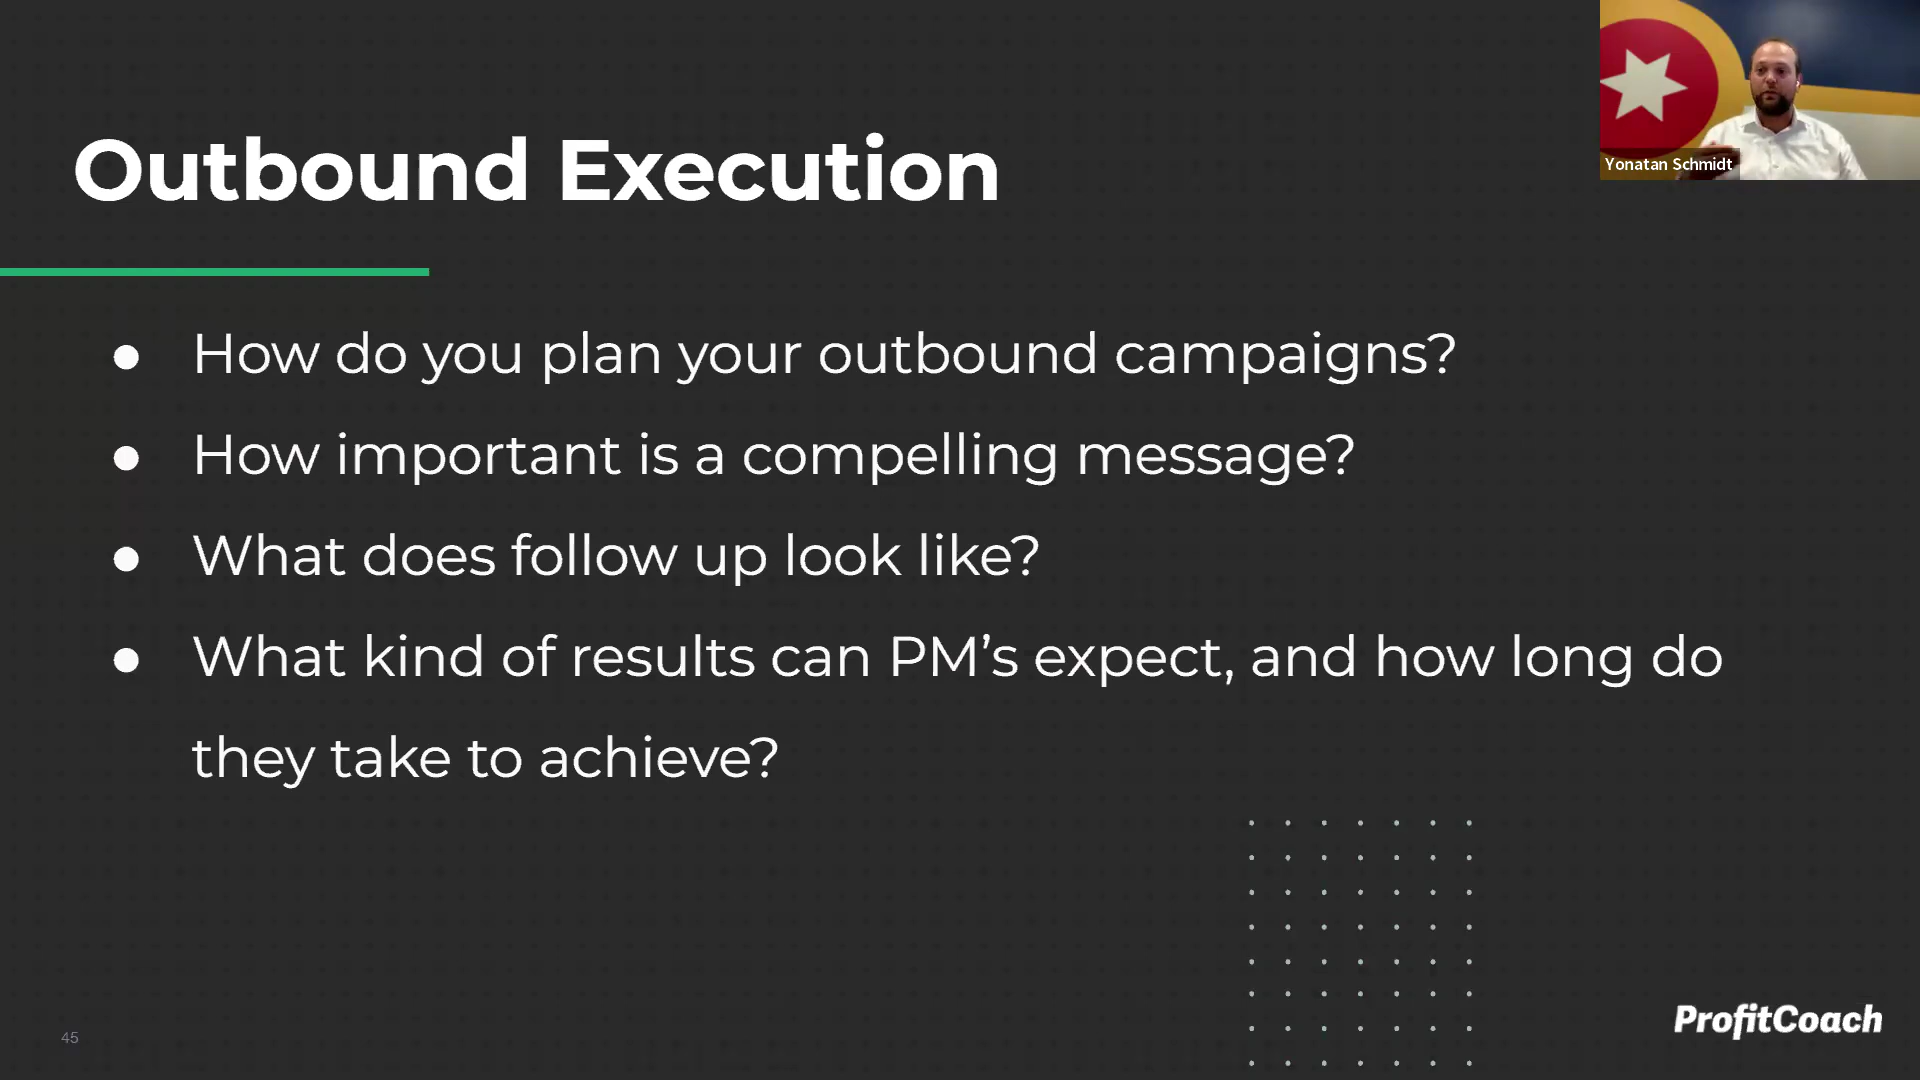 Outbound Execution
Yonatan Schmidt
● How do you plan your outbound campaigns?
● How important is a compelling message?
● What does follow up look like?
● What kind of results can PM’s expect, and how long do
they take to achieve?
45
ProfitCoach